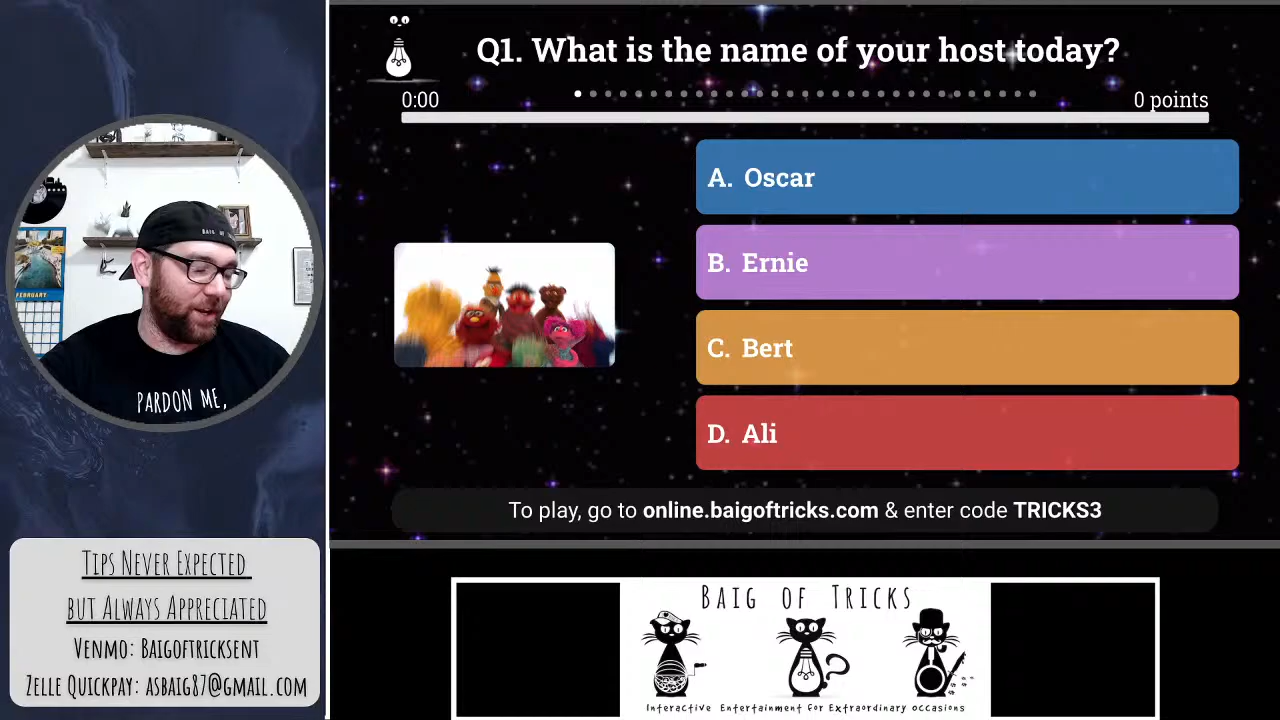 Q1. What is the name of your host today?
0:00
0 points
A. Oscar
B. Ernie
C. Bert
D. Ali
To play, go to online.baigoftricks.com & enter code TRICKS3
FEBRUARY
PARDON ME,
Tips Never Expected
but Always Appreciated
Venmo: Baigoftricksent
Zelle Quickpay: asbaig87@gmail.com
Baig of Tricks
Interactive Entertainment for Extraordinary Occasions